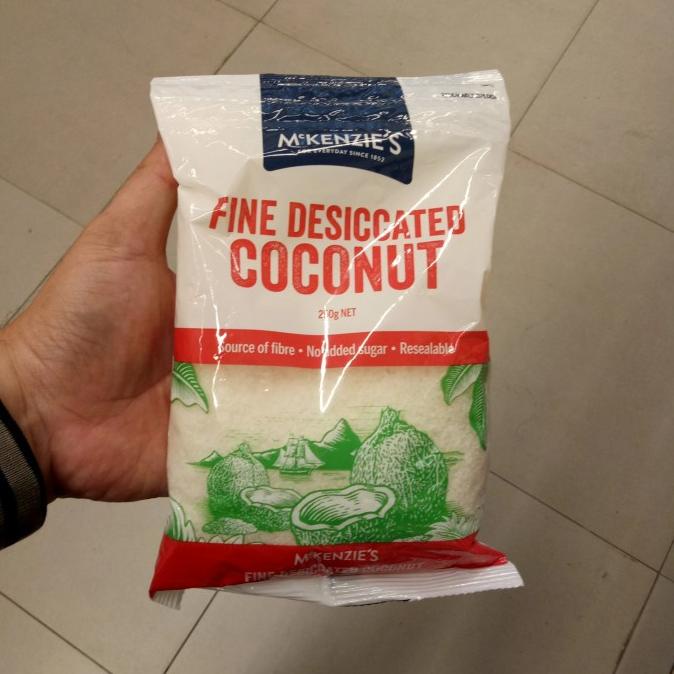 McKENZIE'S
FOR EVERYDAY SINCE 1852
FINE DESICCATED
COCONUT
250g NET
Source of fibre • No added sugar • Resealable
McKENZIE'S
FINE DESICCATED COCONUT